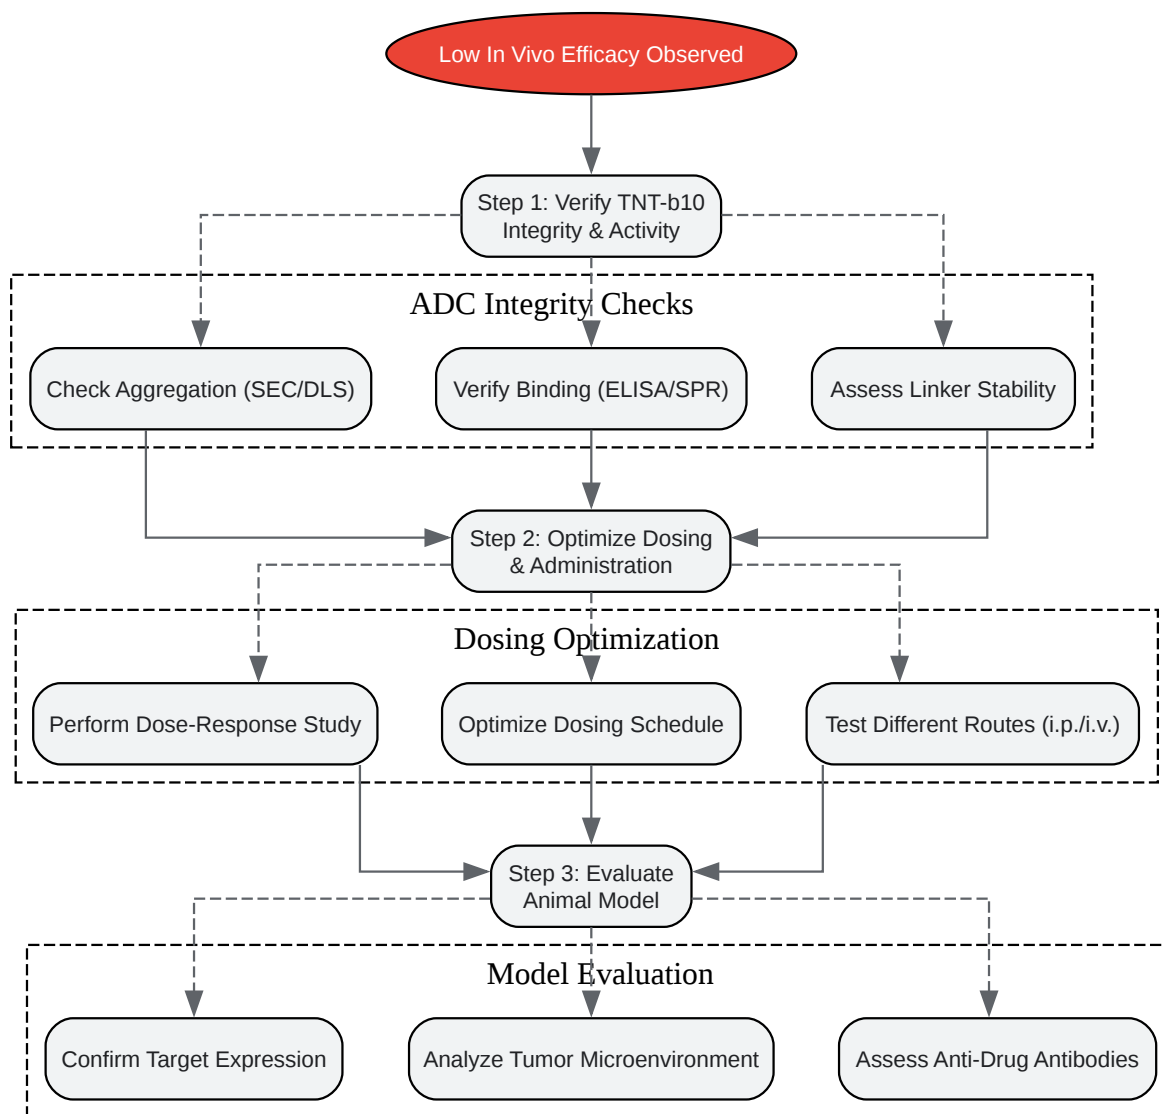 Low In Vivo Efficacy Observed
Step 1: Verify TNT-b10
Integrity & Activity
ADC Integrity Checks
Check Aggregation (SEC/DLS)
Verify Binding (ELISA/SPR)
Assess Linker Stability
Step 2: Optimize Dosing
& Administration
Dosing Optimization
Perform Dose-Response Study
Optimize Dosing Schedule
Test Different Routes (i.p./i.v.)
Step 3: Evaluate
Animal Model
Model Evaluation
Confirm Target Expression
Analyze Tumor Microenvironment
Assess Anti-Drug Antibodies